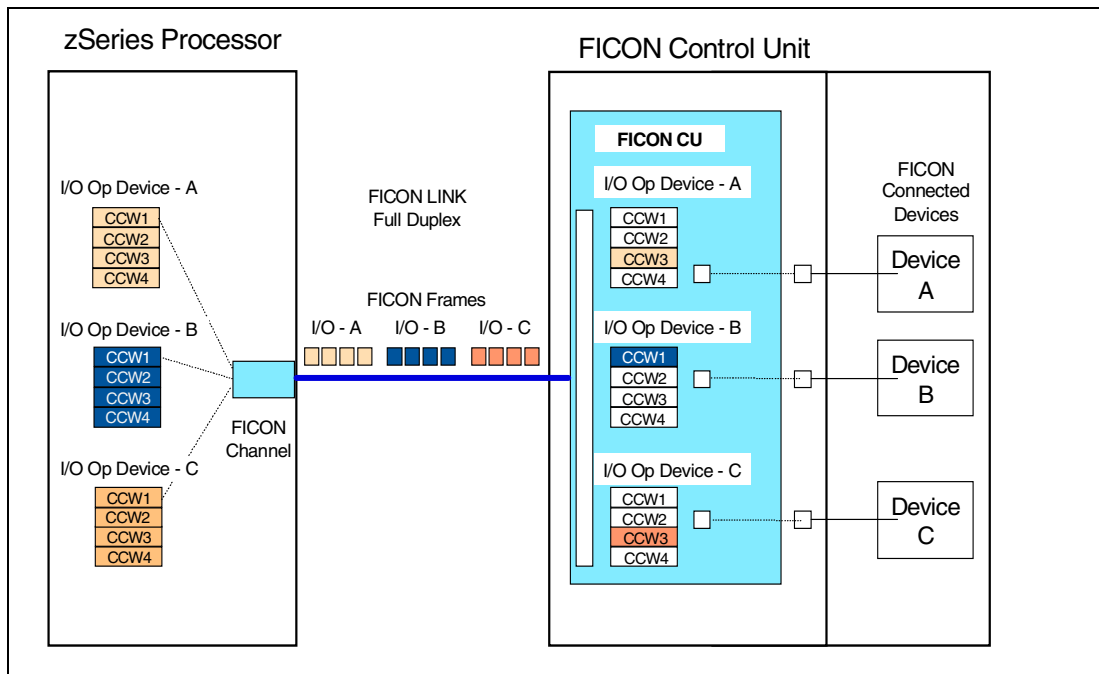 zSeries Processor
I/O Op Device - A
CCW1
CCW2
CCW3
CCW4
I/O Op Device - B
CCW1
CCW2
CCW3
CCW4
I/O Op Device - C
CCW1
CCW2
CCW3
CCW4
FICON
Channel
FICON LINK
Full Duplex
FICON Frames
I/O - A
I/O - B
I/O - C
FICON Control Unit
FICON CU
I/O Op Device - A
CCW1
CCW2
CCW3
CCW4
I/O Op Device - B
CCW1
CCW2
CCW3
CCW4
I/O Op Device - C
CCW1
CCW2
CCW3
CCW4
FICON
Connected
Devices
Device
A
Device
B
Device
C